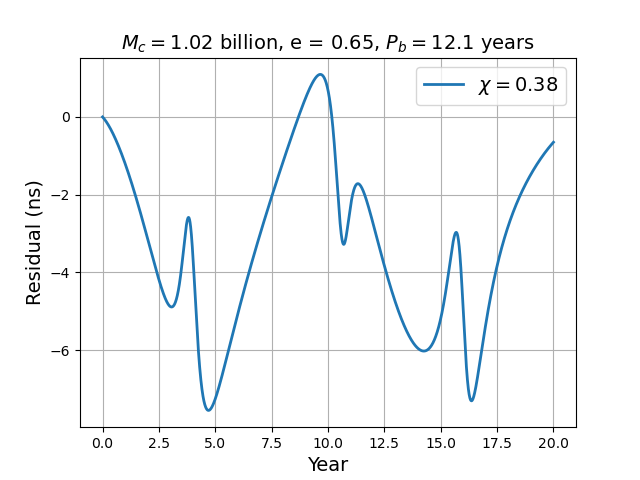 M_c = 1.02 billion, e = 0.65, P_b = 12.1 years
χ = 0.38
Residual (ns)
0
−2
−4
−6
0.0 2.5 5.0 7.5 10.0 12.5 15.0 17.5 20.0
Year